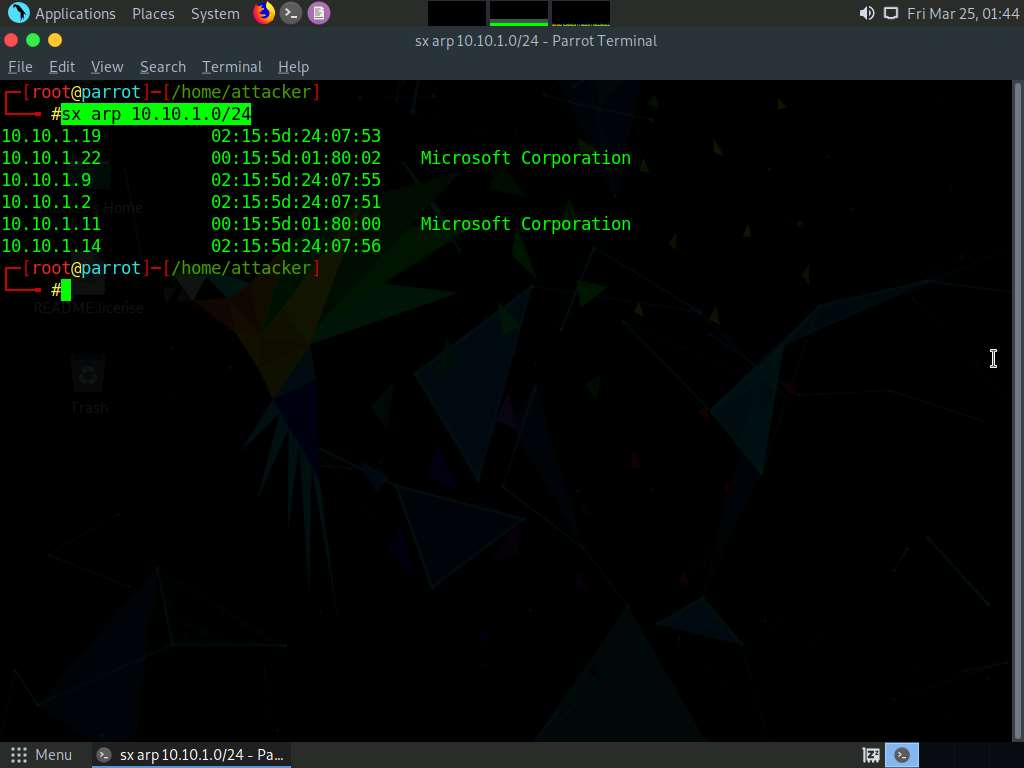 Applications Places System Fri Mar 25, 01:44
sx arp 10.10.1.0/24 - Parrot Terminal
File Edit View Search Terminal Help
┌─[root@parrot]─[/home/attacker]
└──╼ #sx arp 10.10.1.0/24
10.10.1.19 02:15:5d:24:07:53
10.10.1.22 00:15:5d:01:80:02 Microsoft Corporation
10.10.1.9 02:15:5d:24:07:55
10.10.1.2 02:15:5d:24:07:51
10.10.1.11 00:15:5d:01:80:00 Microsoft Corporation
10.10.1.14 02:15:5d:24:07:56
┌─[root@parrot]─[/home/attacker]
└──╼ #
Home
README.license
Trash
Menu sx arp 10.10.1.0/24 - Pa...